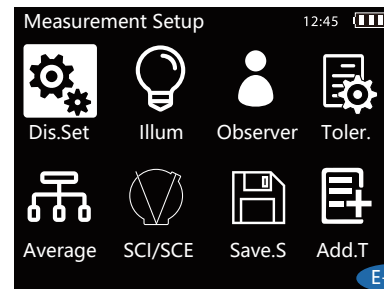 Measurement Setup 12:45
Dis.Set Illum Observer Toler.
Average SCI/SCE Save.S Add.T
E-